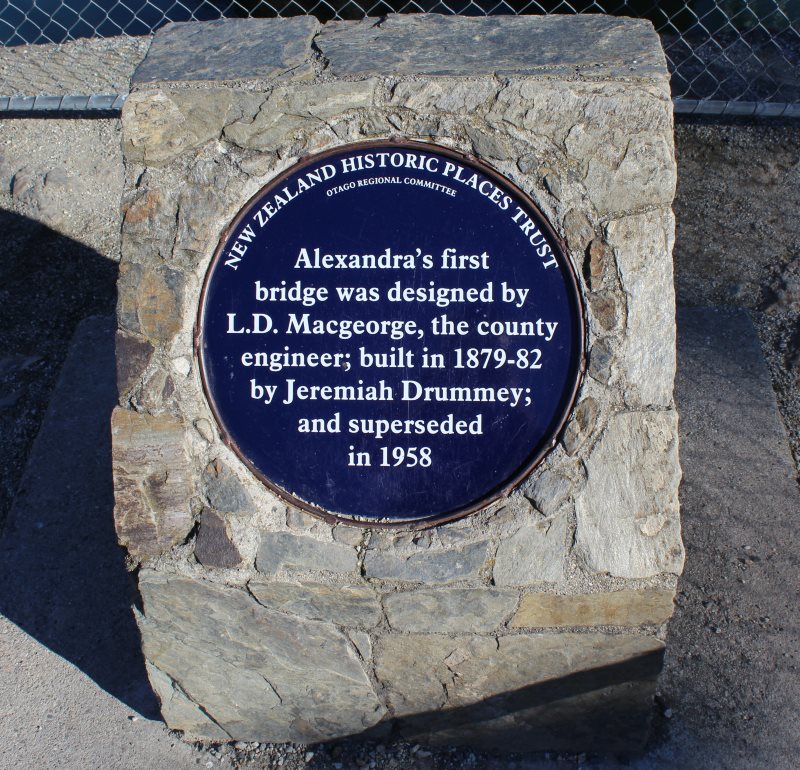 NEW ZEALAND HISTORIC PLACES TRUST
OTAGO REGIONAL COMMITTEE
Alexandra's first
bridge was designed by
L.D. Macgeorge, the county
engineer; built in 1879-82
by Jeremiah Drummey;
and superseded
in 1958